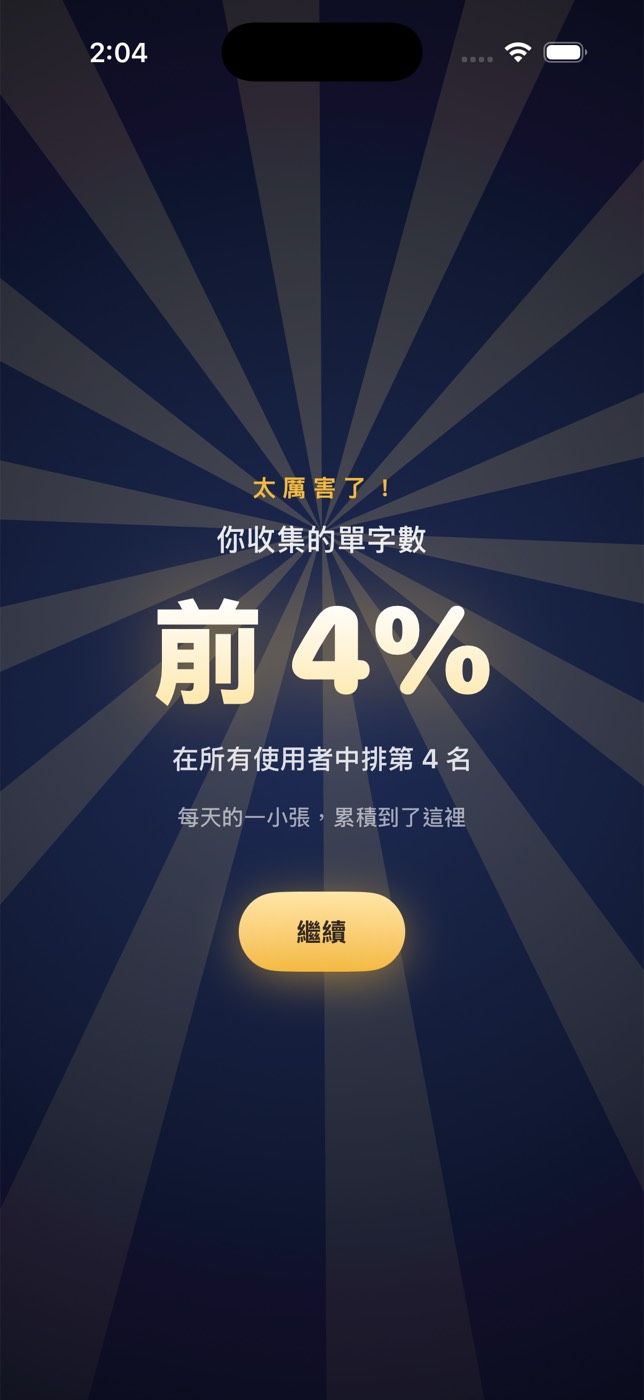 2:04
太厲害了！
你收集的單字數
前 4%
在所有使用者中排第 4 名
每天的一小張，累積到了這裡
繼續